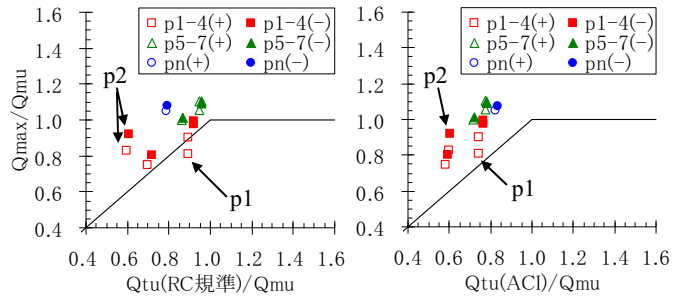 p1-4(+) p1-4(-)
p5-7(+) p5-7(-)
pn(+) pn(-)
p2
p1
1.6
1.4
1.2
1.0
0.8
0.6
0.4
0.4 0.6 0.8 1.0 1.2 1.4 1.6
Qmax/Qmu
Qtu(RC規準)/Qmu
p1-4(+) p1-4(-)
p5-7(+) p5-7(-)
pn(+) pn(-)
p2
p1
1.6
1.4
1.2
1.0
0.8
0.6
0.4
0.4 0.6 0.8 1.0 1.2 1.4 1.6
Qtu(ACI)/Qmu